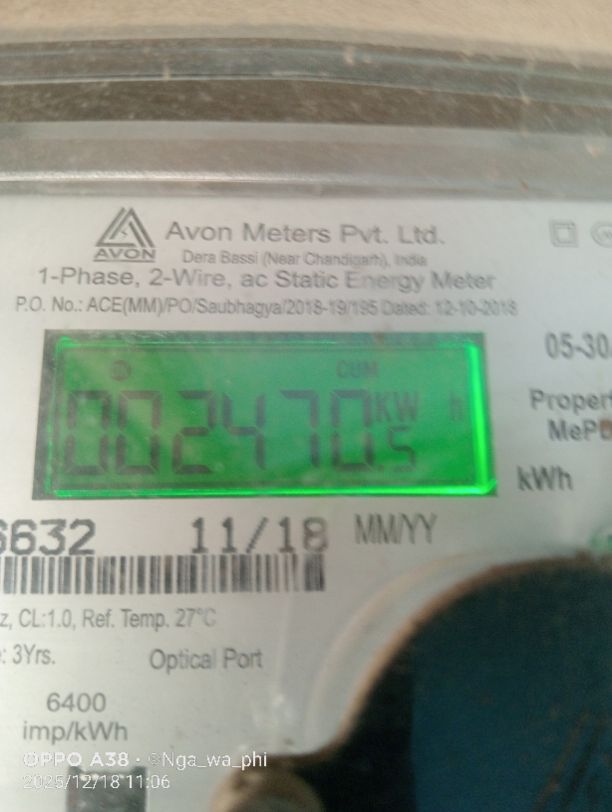 AVON
Avon Meters Pvt. Ltd.
Dera Bassi (Near Chandigarh), India
1-Phase, 2-Wire, ac Static Energy Meter
P.O. No.: ACE(MM)/PO/Saubhagya/2018-19/195 Dated: 12-10-2018
05-30
CUM
002470.5 KW h
kWh
6632 11/18 MM/YY
z, CL:1.0, Ref. Temp. 27°C
: 3Yrs. Optical Port
6400
imp/kWh
OPPO A38 · ©Nga_wa_phi
2025/12/18 11:06